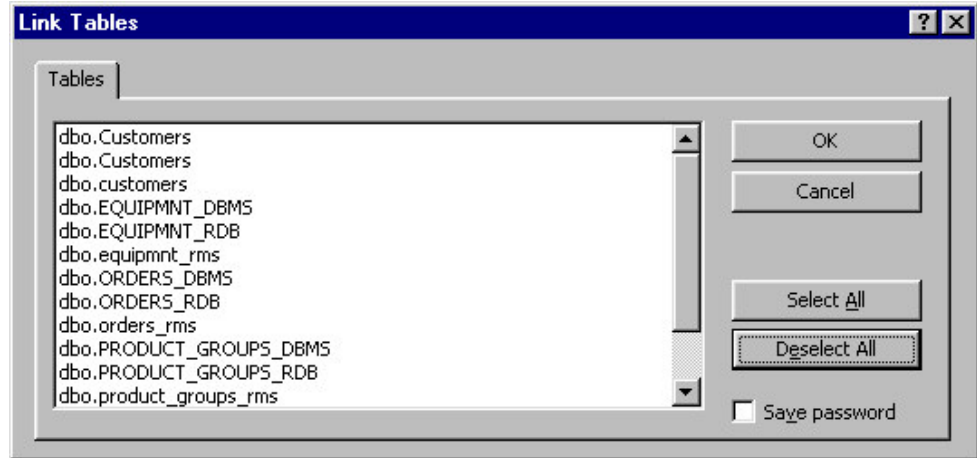 Link Tables
Tables
dbo.Customers
dbo.Customers
dbo.customers
dbo.EQUIPMNT_DBMS
dbo.EQUIPMNT_RDB
dbo.equipmnt_rms
dbo.ORDERS_DBMS
dbo.ORDERS_RDB
dbo.orders_rms
dbo.PRODUCT_GROUPS_DBMS
dbo.PRODUCT_GROUPS_RDB
dbo.product_groups_rms
OK
Cancel
Select All
Deselect All
Save password